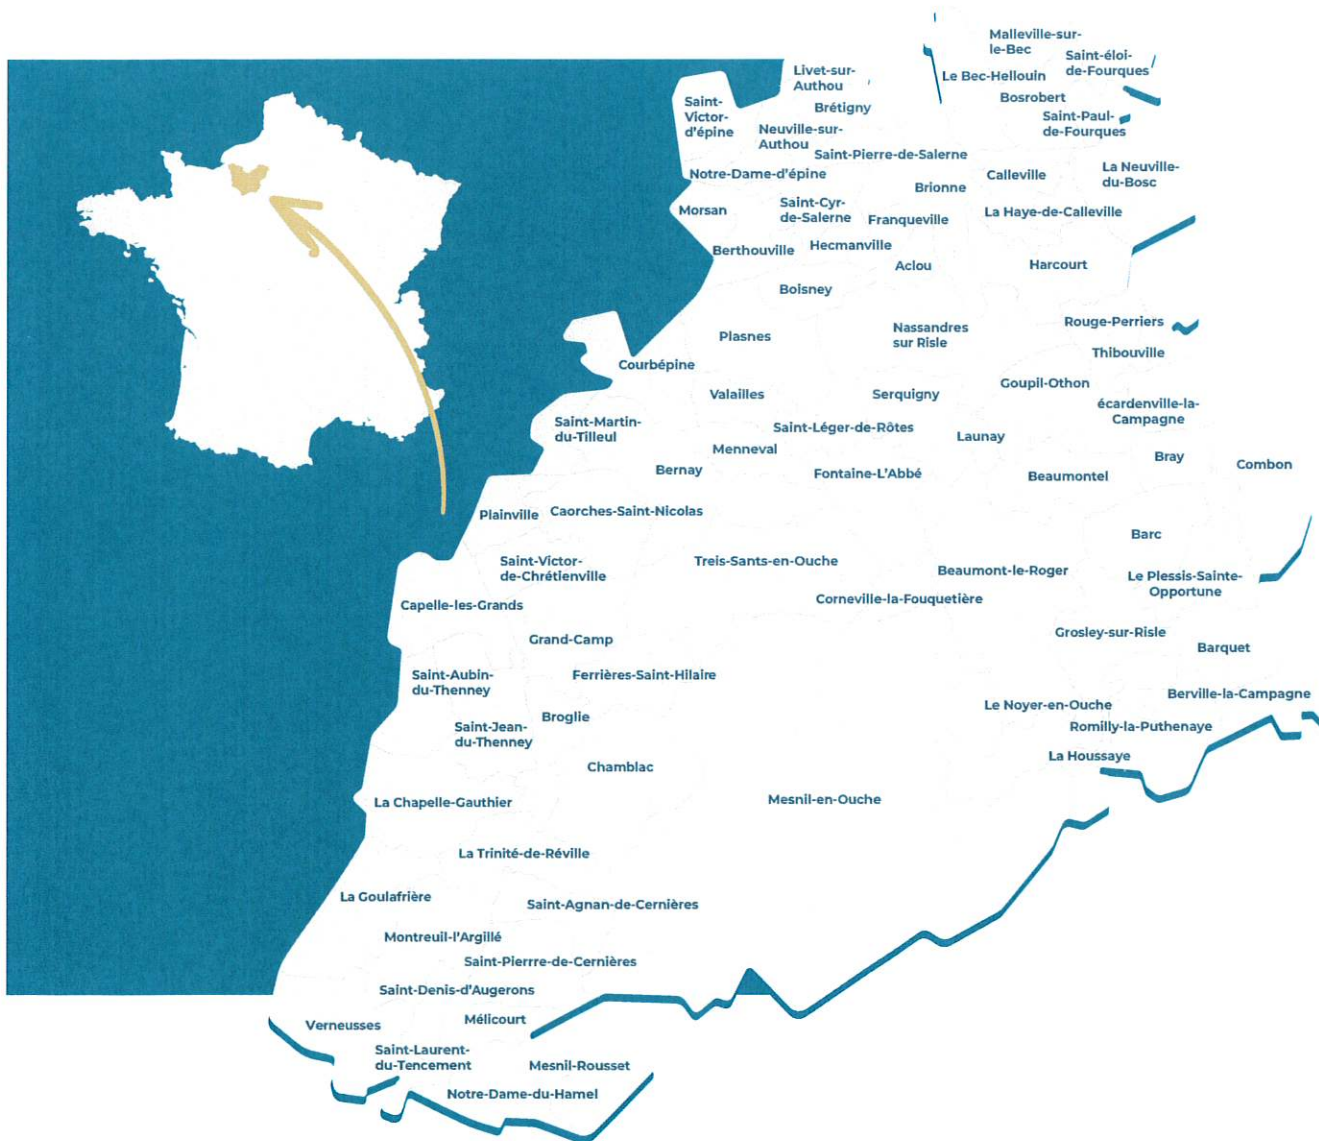 Malleville-sur-
le-Bec
Saint-éloi-
de-Fourques
Livet-sur-
Authou
Le Bec-Hellouin
Saint-
Victor-
d'épine
Brétigny
Bosrobert
Saint-Paul-
de-Fourques
Neuville-sur-
Authou
Saint-Pierre-de-Salerne
Notre-Dame-d'épine
Calleville
La Neuville-
du-Bosc
Brionne
Morsan
Saint-Cyr-
de-Salerne
Franqueville
La Haye-de-Calleville
Berthouville
Hecmanville
Aclou
Harcourt
Boisney
Rouge-Perriers
Plasnes
Nassandres
sur Risle
Thibouville
Courbépine
Goupil-Othon
Valailles
Serquigny
écardenville-la-
Campagne
Saint-Martin-
du-Tilleul
Saint-Léger-de-Rôtes
Launay
Menneval
Bray
Combon
Bernay
Fontaine-L'Abbé
Beaumontel
Plainville
Caorches-Saint-Nicolas
Barc
Saint-Victor-
de-Chrétienville
Treis-Sants-en-Ouche
Beaumont-le-Roger
Le Plessis-Sainte-
Opportune
Capelle-les-Grands
Corneville-la-Fouquetière
Grand-Camp
Grosley-sur-Risle
Barquet
Saint-Aubin-
du-Thenney
Ferrières-Saint-Hilaire
Berville-la-Campagne
Le Noyer-en-Ouche
Broglie
Saint-Jean-
du-Thenney
Romilly-la-Puthenaye
La Houssaye
Chamblac
La Chapelle-Gauthier
Mesnil-en-Ouche
La Trinité-de-Réville
La Goulafrière
Saint-Agnan-de-Cernières
Montreuil-l'Argillé
Saint-Pierrre-de-Cernières
Saint-Denis-d'Augerons
Verneusses
Mélicourt
Saint-Laurent-
du-Tencement
Mesnil-Rousset
Notre-Dame-du-Hamel